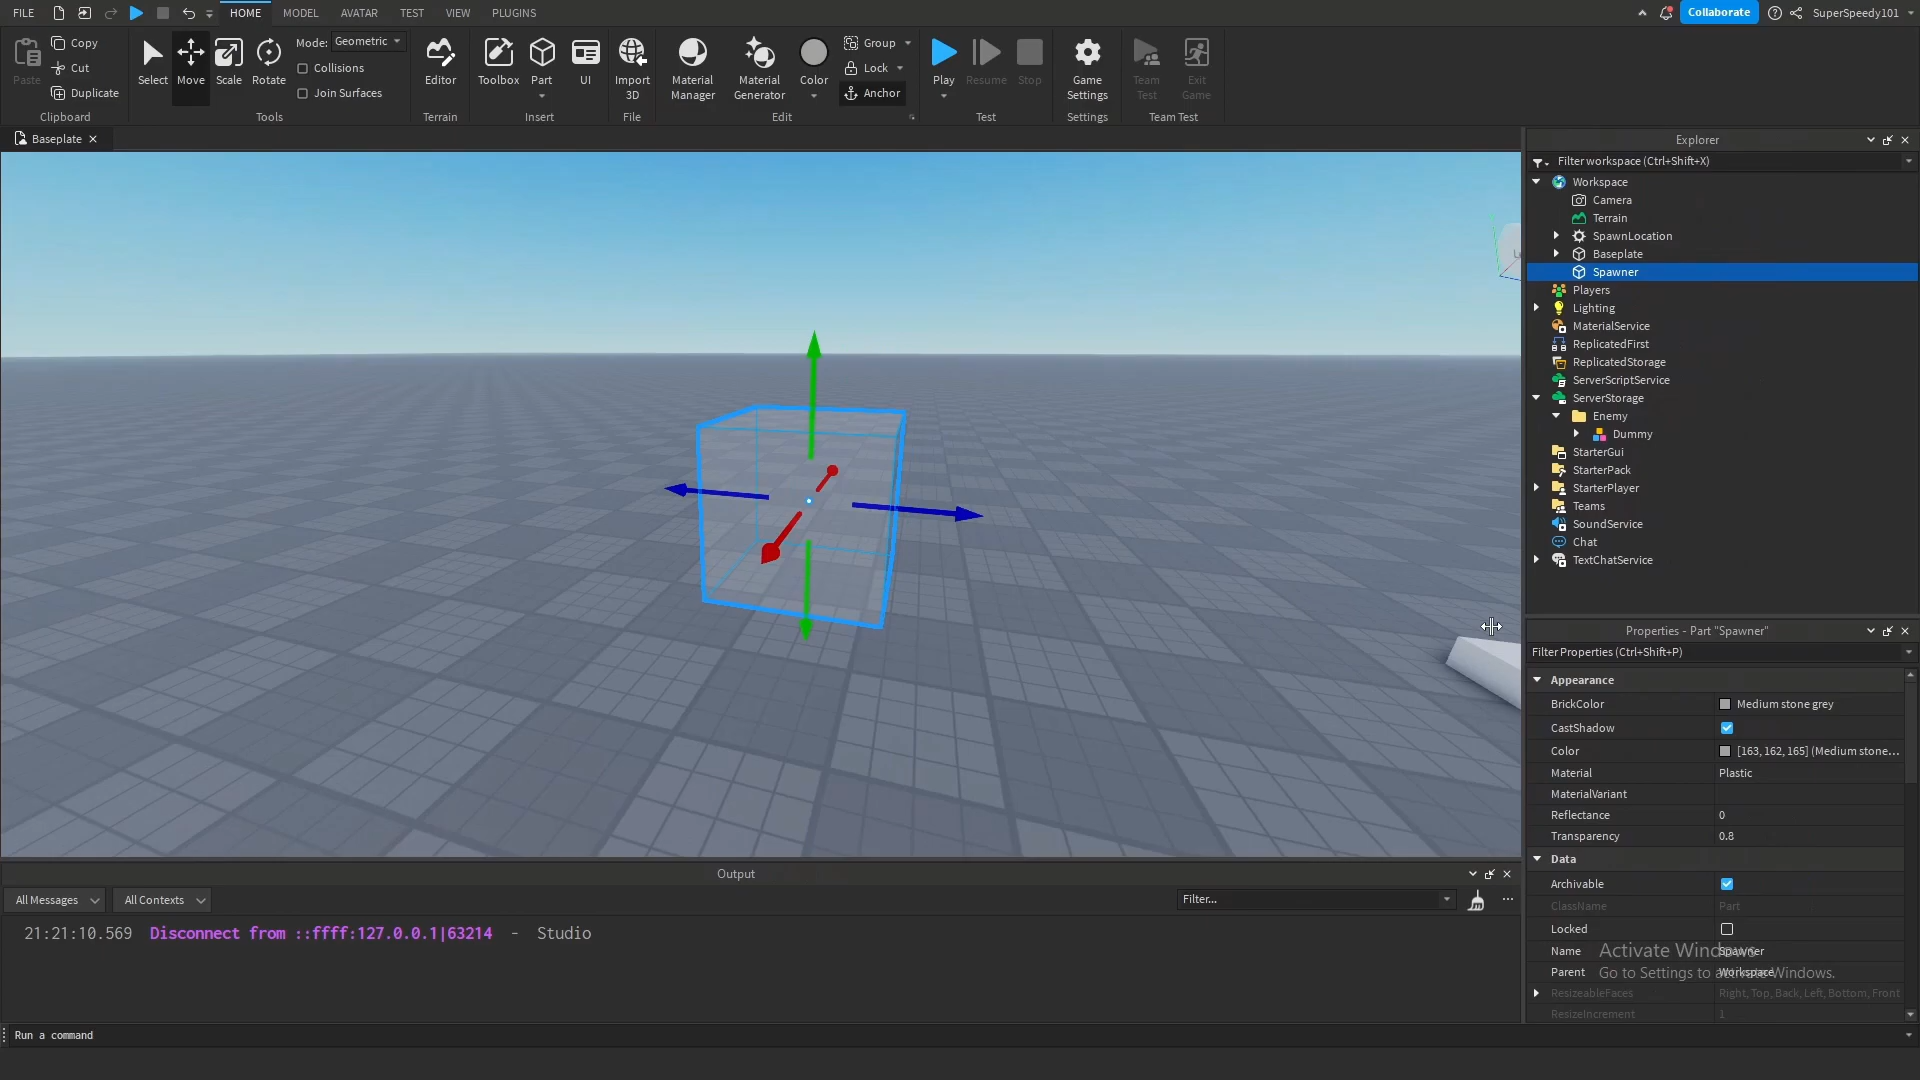 FILE HOME MODEL AVATAR TEST VIEW PLUGINS Collaborate SuperSpeedy101
Paste Copy Cut Duplicate Clipboard
Select Move Scale Rotate Mode: Geometric Collisions Join Surfaces Tools
Editor Terrain
Toolbox Part UI Insert
Import 3D File
Material Manager Material Generator Color Group Lock Anchor Edit
Play Resume Stop Test
Game Settings Settings
Team Test Exit Game Team Test
Baseplate
Explorer
Filter workspace (Ctrl+Shift+X)
Workspace
Camera
Terrain
SpawnLocation
Baseplate
Spawner
Players
Lighting
MaterialService
ReplicatedFirst
ReplicatedStorage
ServerScriptService
ServerStorage
Enemy
Dummy
StarterGui
StarterPack
StarterPlayer
Teams
SoundService
Chat
TextChatService
Properties - Part "Spawner"
Filter Properties (Ctrl+Shift+P)
Appearance
BrickColor Medium stone grey
CastShadow
Color [163, 162, 165] (Medium stone...
Material Plastic
MaterialVariant
Reflectance 0
Transparency 0.8
Data
Archivable
ClassName Part
Locked
Name Spawner
Parent Workspace
ResizeableFaces Right, Top, Back, Left, Bottom, Front
ResizeIncrement 1
Activate Windows
Go to Settings to activate Windows.
Output
All Messages All Contexts Filter...
21:21:10.569 Disconnect from ::ffff:127.0.0.1|63214 - Studio
Run a command